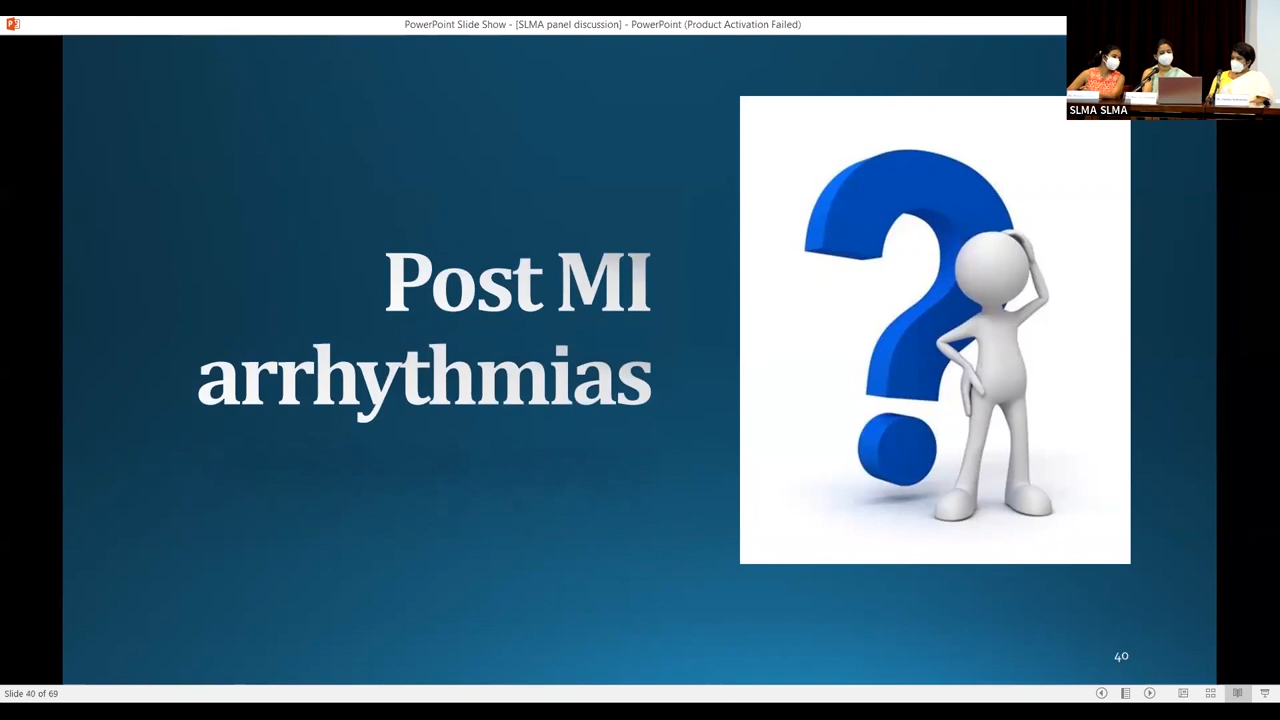 PowerPoint Slide Show - [SLMA panel discussion] - PowerPoint (Product Activation Failed)
SLMA SLMA
Post MI
arrhythmias
40
Slide 40 of 69